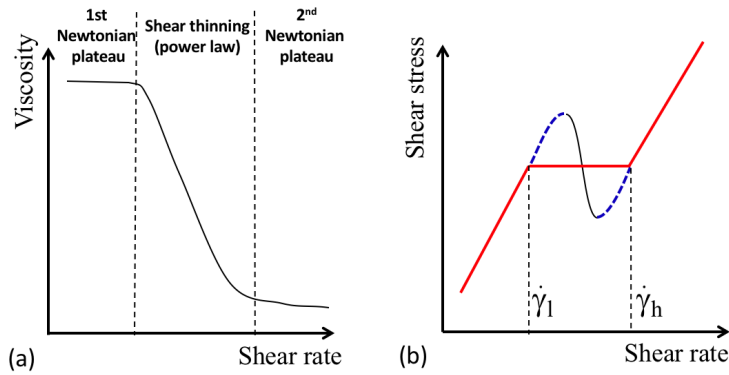 1st
Newtonian
plateau
Shear thinning
(power law)
2nd
Newtonian
plateau
Viscosity
Shear rate
(a)
Shear stress
γ̇l
γ̇h
Shear rate
(b)